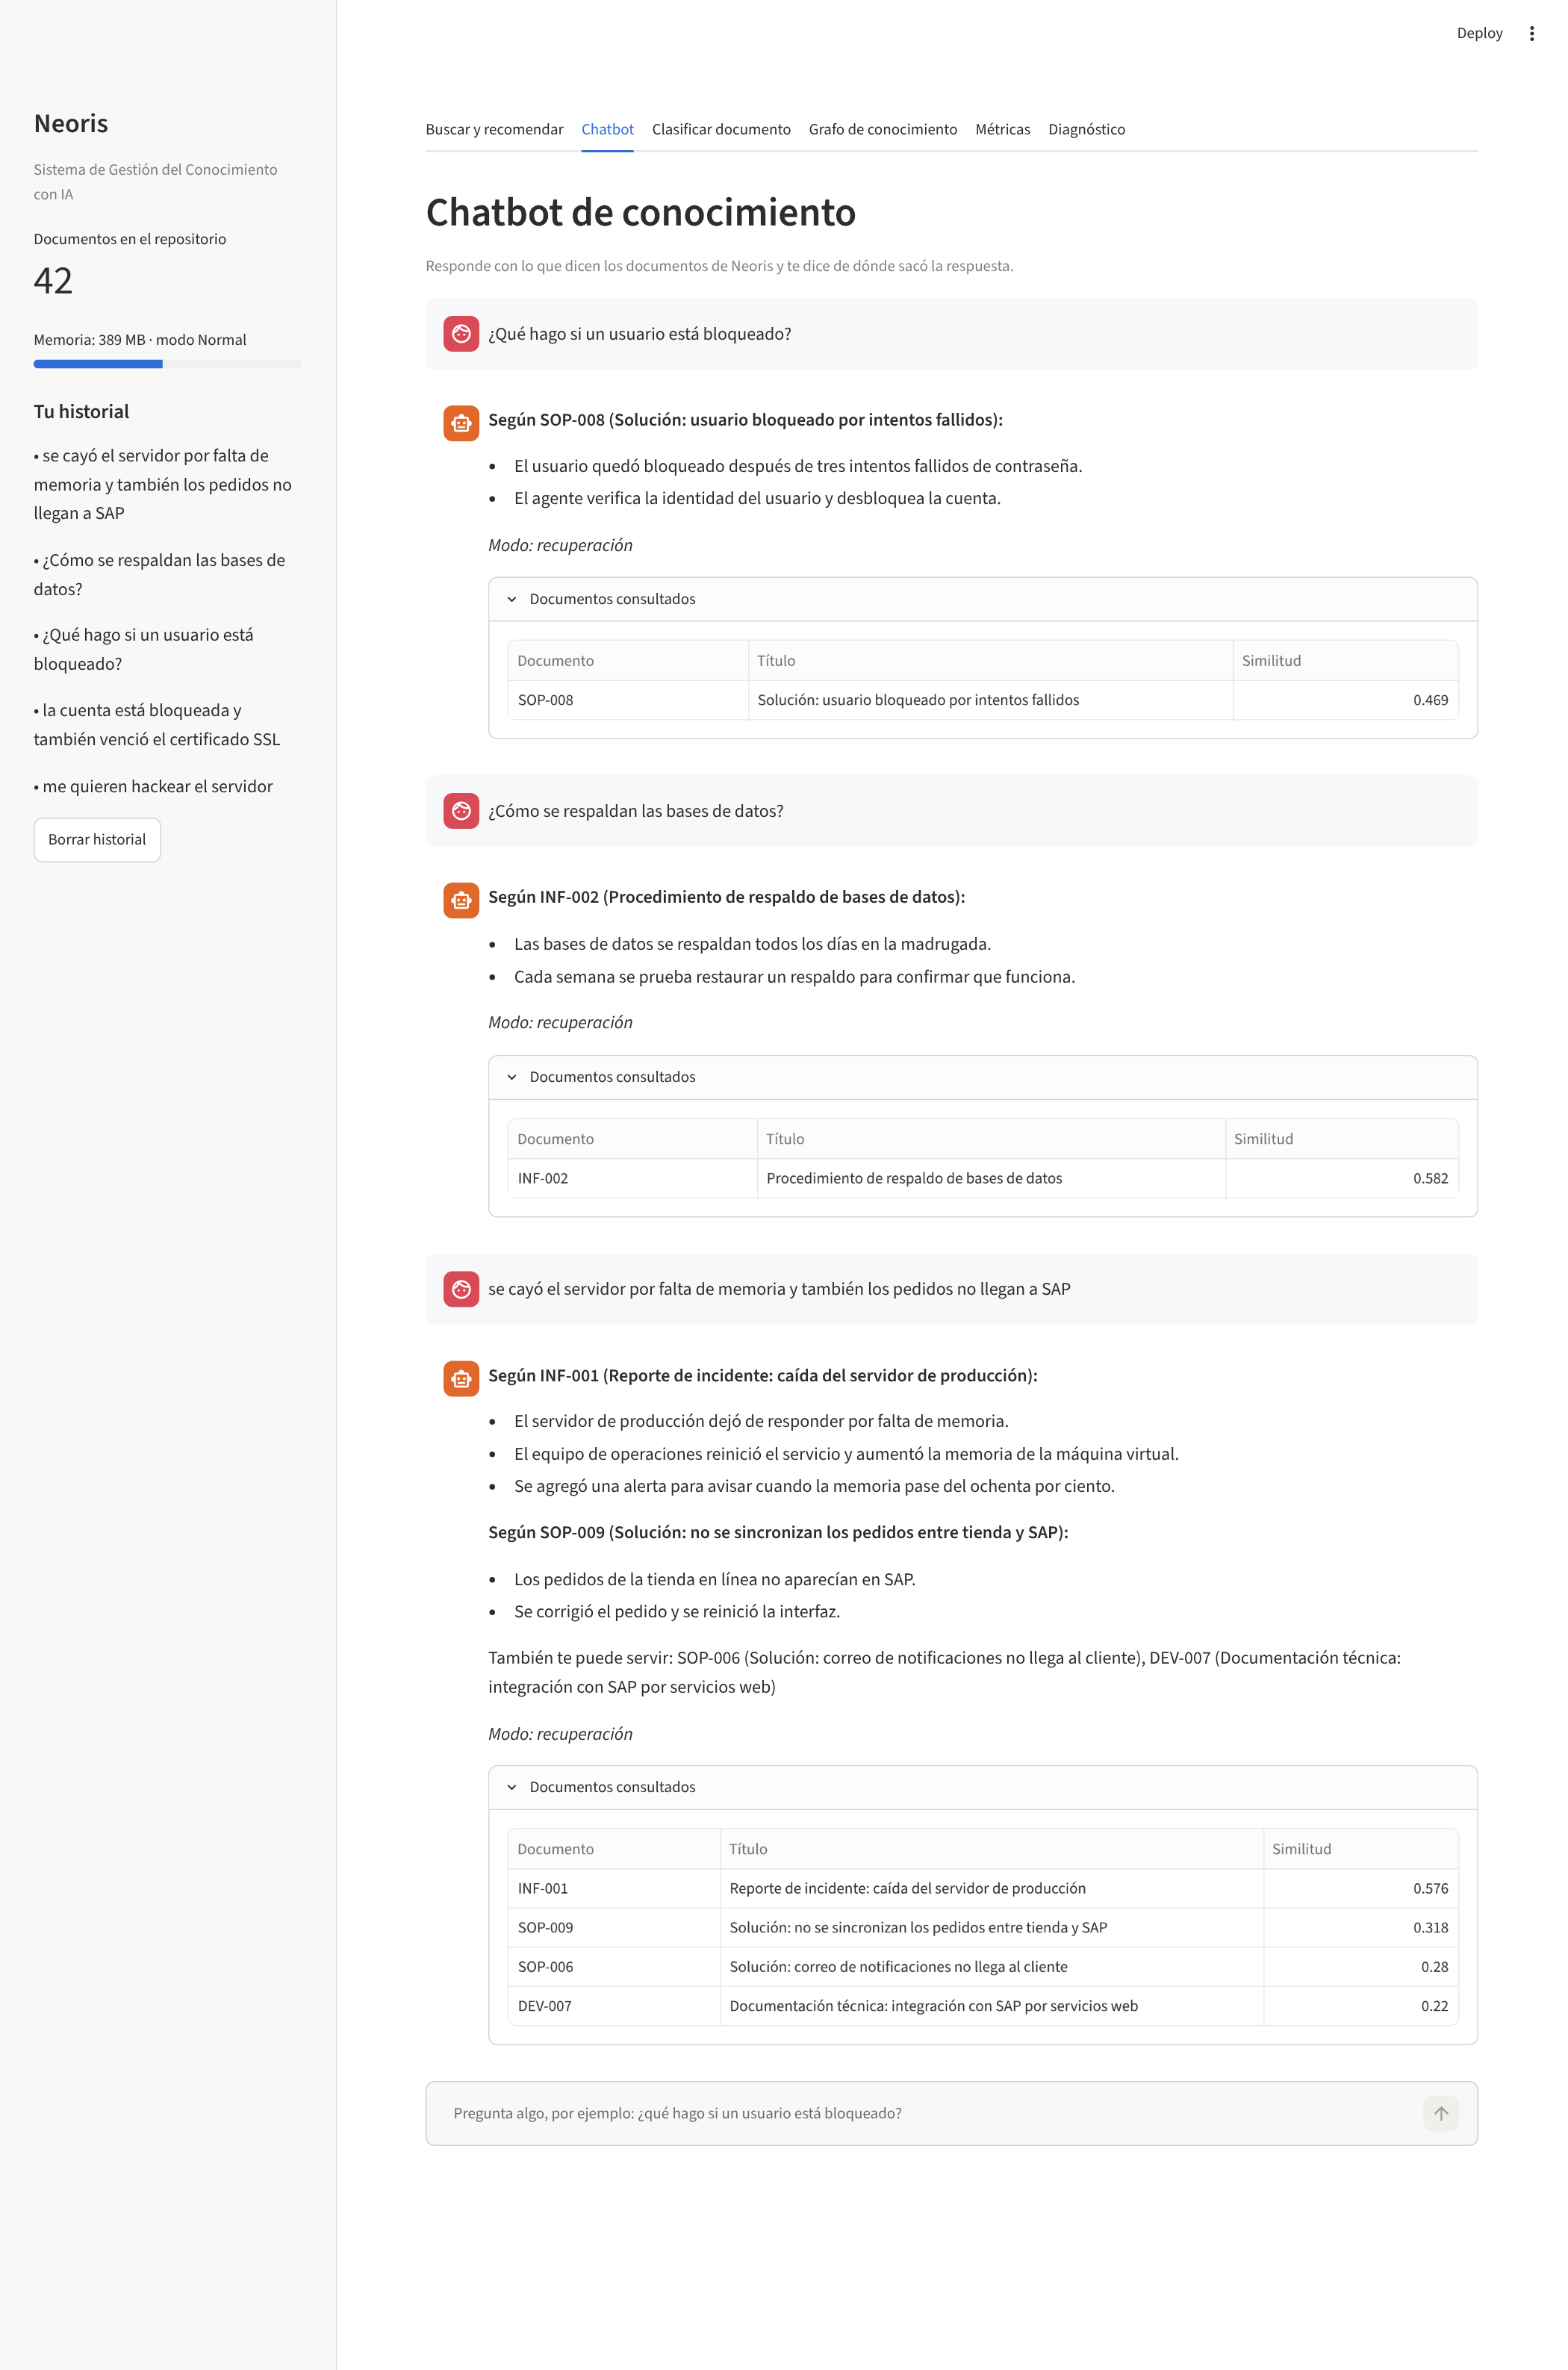 Deploy
Neoris
Sistema de Gestión del Conocimiento
con IA
Documentos en el repositorio
42
Memoria: 389 MB · modo Normal
Tu historial
• se cayó el servidor por falta de
memoria y también los pedidos no
llegan a SAP
• ¿Cómo se respaldan las bases de
datos?
• ¿Qué hago si un usuario está
bloqueado?
• la cuenta está bloqueada y
también venció el certificado SSL
• me quieren hackear el servidor
Borrar historial
Buscar y recomendar Chatbot Clasificar documento Grafo de conocimiento Métricas Diagnóstico
Chatbot de conocimiento
Responde con lo que dicen los documentos de Neoris y te dice de dónde sacó la respuesta.
¿Qué hago si un usuario está bloqueado?
Según SOP-008 (Solución: usuario bloqueado por intentos fallidos):
• El usuario quedó bloqueado después de tres intentos fallidos de contraseña.
• El agente verifica la identidad del usuario y desbloquea la cuenta.
Modo: recuperación
Documentos consultados
Documento Título Similitud
SOP-008 Solución: usuario bloqueado por intentos fallidos 0.469
¿Cómo se respaldan las bases de datos?
Según INF-002 (Procedimiento de respaldo de bases de datos):
• Las bases de datos se respaldan todos los días en la madrugada.
• Cada semana se prueba restaurar un respaldo para confirmar que funciona.
Modo: recuperación
Documentos consultados
Documento Título Similitud
INF-002 Procedimiento de respaldo de bases de datos 0.582
se cayó el servidor por falta de memoria y también los pedidos no llegan a SAP
Según INF-001 (Reporte de incidente: caída del servidor de producción):
• El servidor de producción dejó de responder por falta de memoria.
• El equipo de operaciones reinició el servicio y aumentó la memoria de la máquina virtual.
• Se agregó una alerta para avisar cuando la memoria pase del ochenta por ciento.
Según SOP-009 (Solución: no se sincronizan los pedidos entre tienda y SAP):
• Los pedidos de la tienda en línea no aparecían en SAP.
• Se corrigió el pedido y se reinició la interfaz.
También te puede servir: SOP-006 (Solución: correo de notificaciones no llega al cliente), DEV-007 (Documentación técnica:
integración con SAP por servicios web)
Modo: recuperación
Documentos consultados
Documento Título Similitud
INF-001 Reporte de incidente: caída del servidor de producción 0.576
SOP-009 Solución: no se sincronizan los pedidos entre tienda y SAP 0.318
SOP-006 Solución: correo de notificaciones no llega al cliente 0.28
DEV-007 Documentación técnica: integración con SAP por servicios web 0.22
Pregunta algo, por ejemplo: ¿qué hago si un usuario está bloqueado?